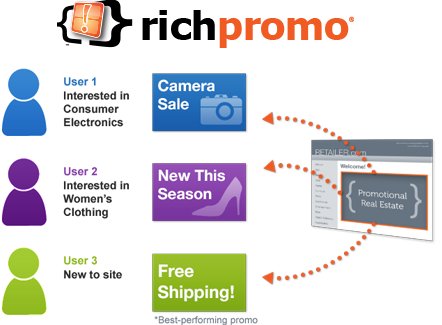 richpromo®
User 1
Interested in
Consumer
Electronics
Camera
Sale
User 2
Interested in
Women's
Clothing
New This
Season
RETAILER.com
Welcome!
{ Promotional
Real Estate }
User 3
New to site
Free
Shipping!
*Best-performing promo